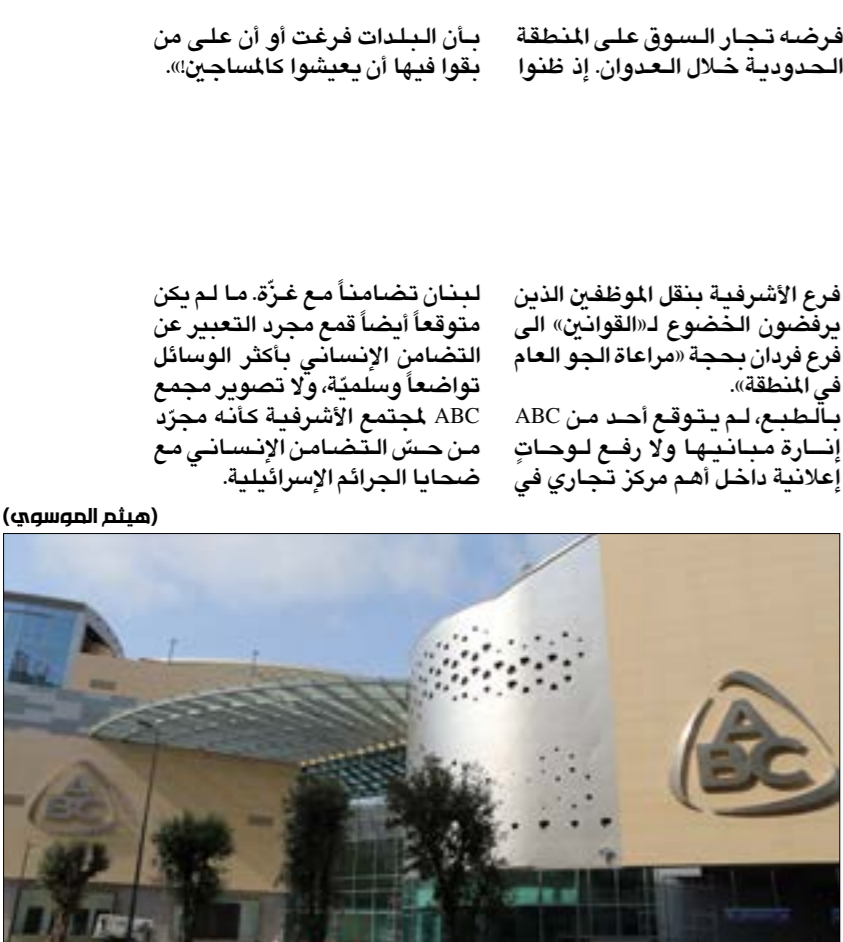 فرضه تجار السوق على المنطقة
الحدودية خلال العدوان. إذ ظنوا
بأن البلدات فرغت أو أن على من
بقوا فيها أن يعيشوا كالمساجين!».
فرع الأشرفية بنقل الموظفين الذين
يرفضون الخضوع لـ«القوانين» الى
فرع فردان بحجة «مراعاة الجو العام
في المنطقة».
بالطبع، لم يتوقع أحد من ABC
إنارة مبانيها ولا رفع لوحاتٍ
إعلانية داخل أهم مركز تجاري في
لبنان تضامناً مع غزّة. ما لم يكن
متوقعاً أيضاً قمع مجرد التعبير عن
التضامن الإنساني بأكثر الوسائل
تواضعاً وسلميّة، ولا تصوير مجمع
ABC لمجتمع الأشرفية كأنه مجرّد
من حسّ التضامن الإنساني مع
ضحايا الجرائم الإسرائيلية.
(هيثم الموسوي)
ABC
ABC